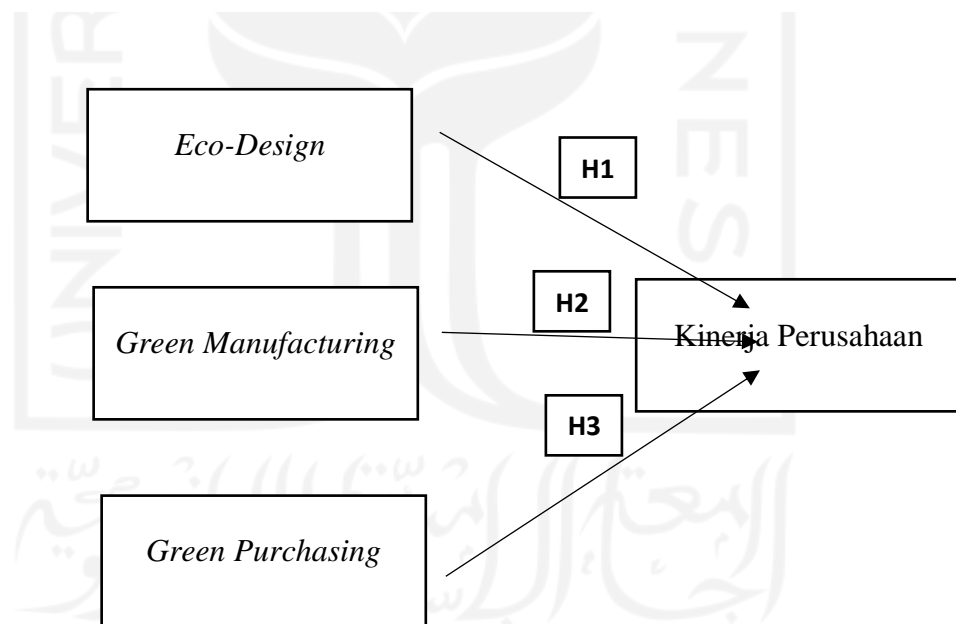 Eco-Design
H1
H2
Green Manufacturing
Kinerja Perusahaan
H3
Green Purchasing